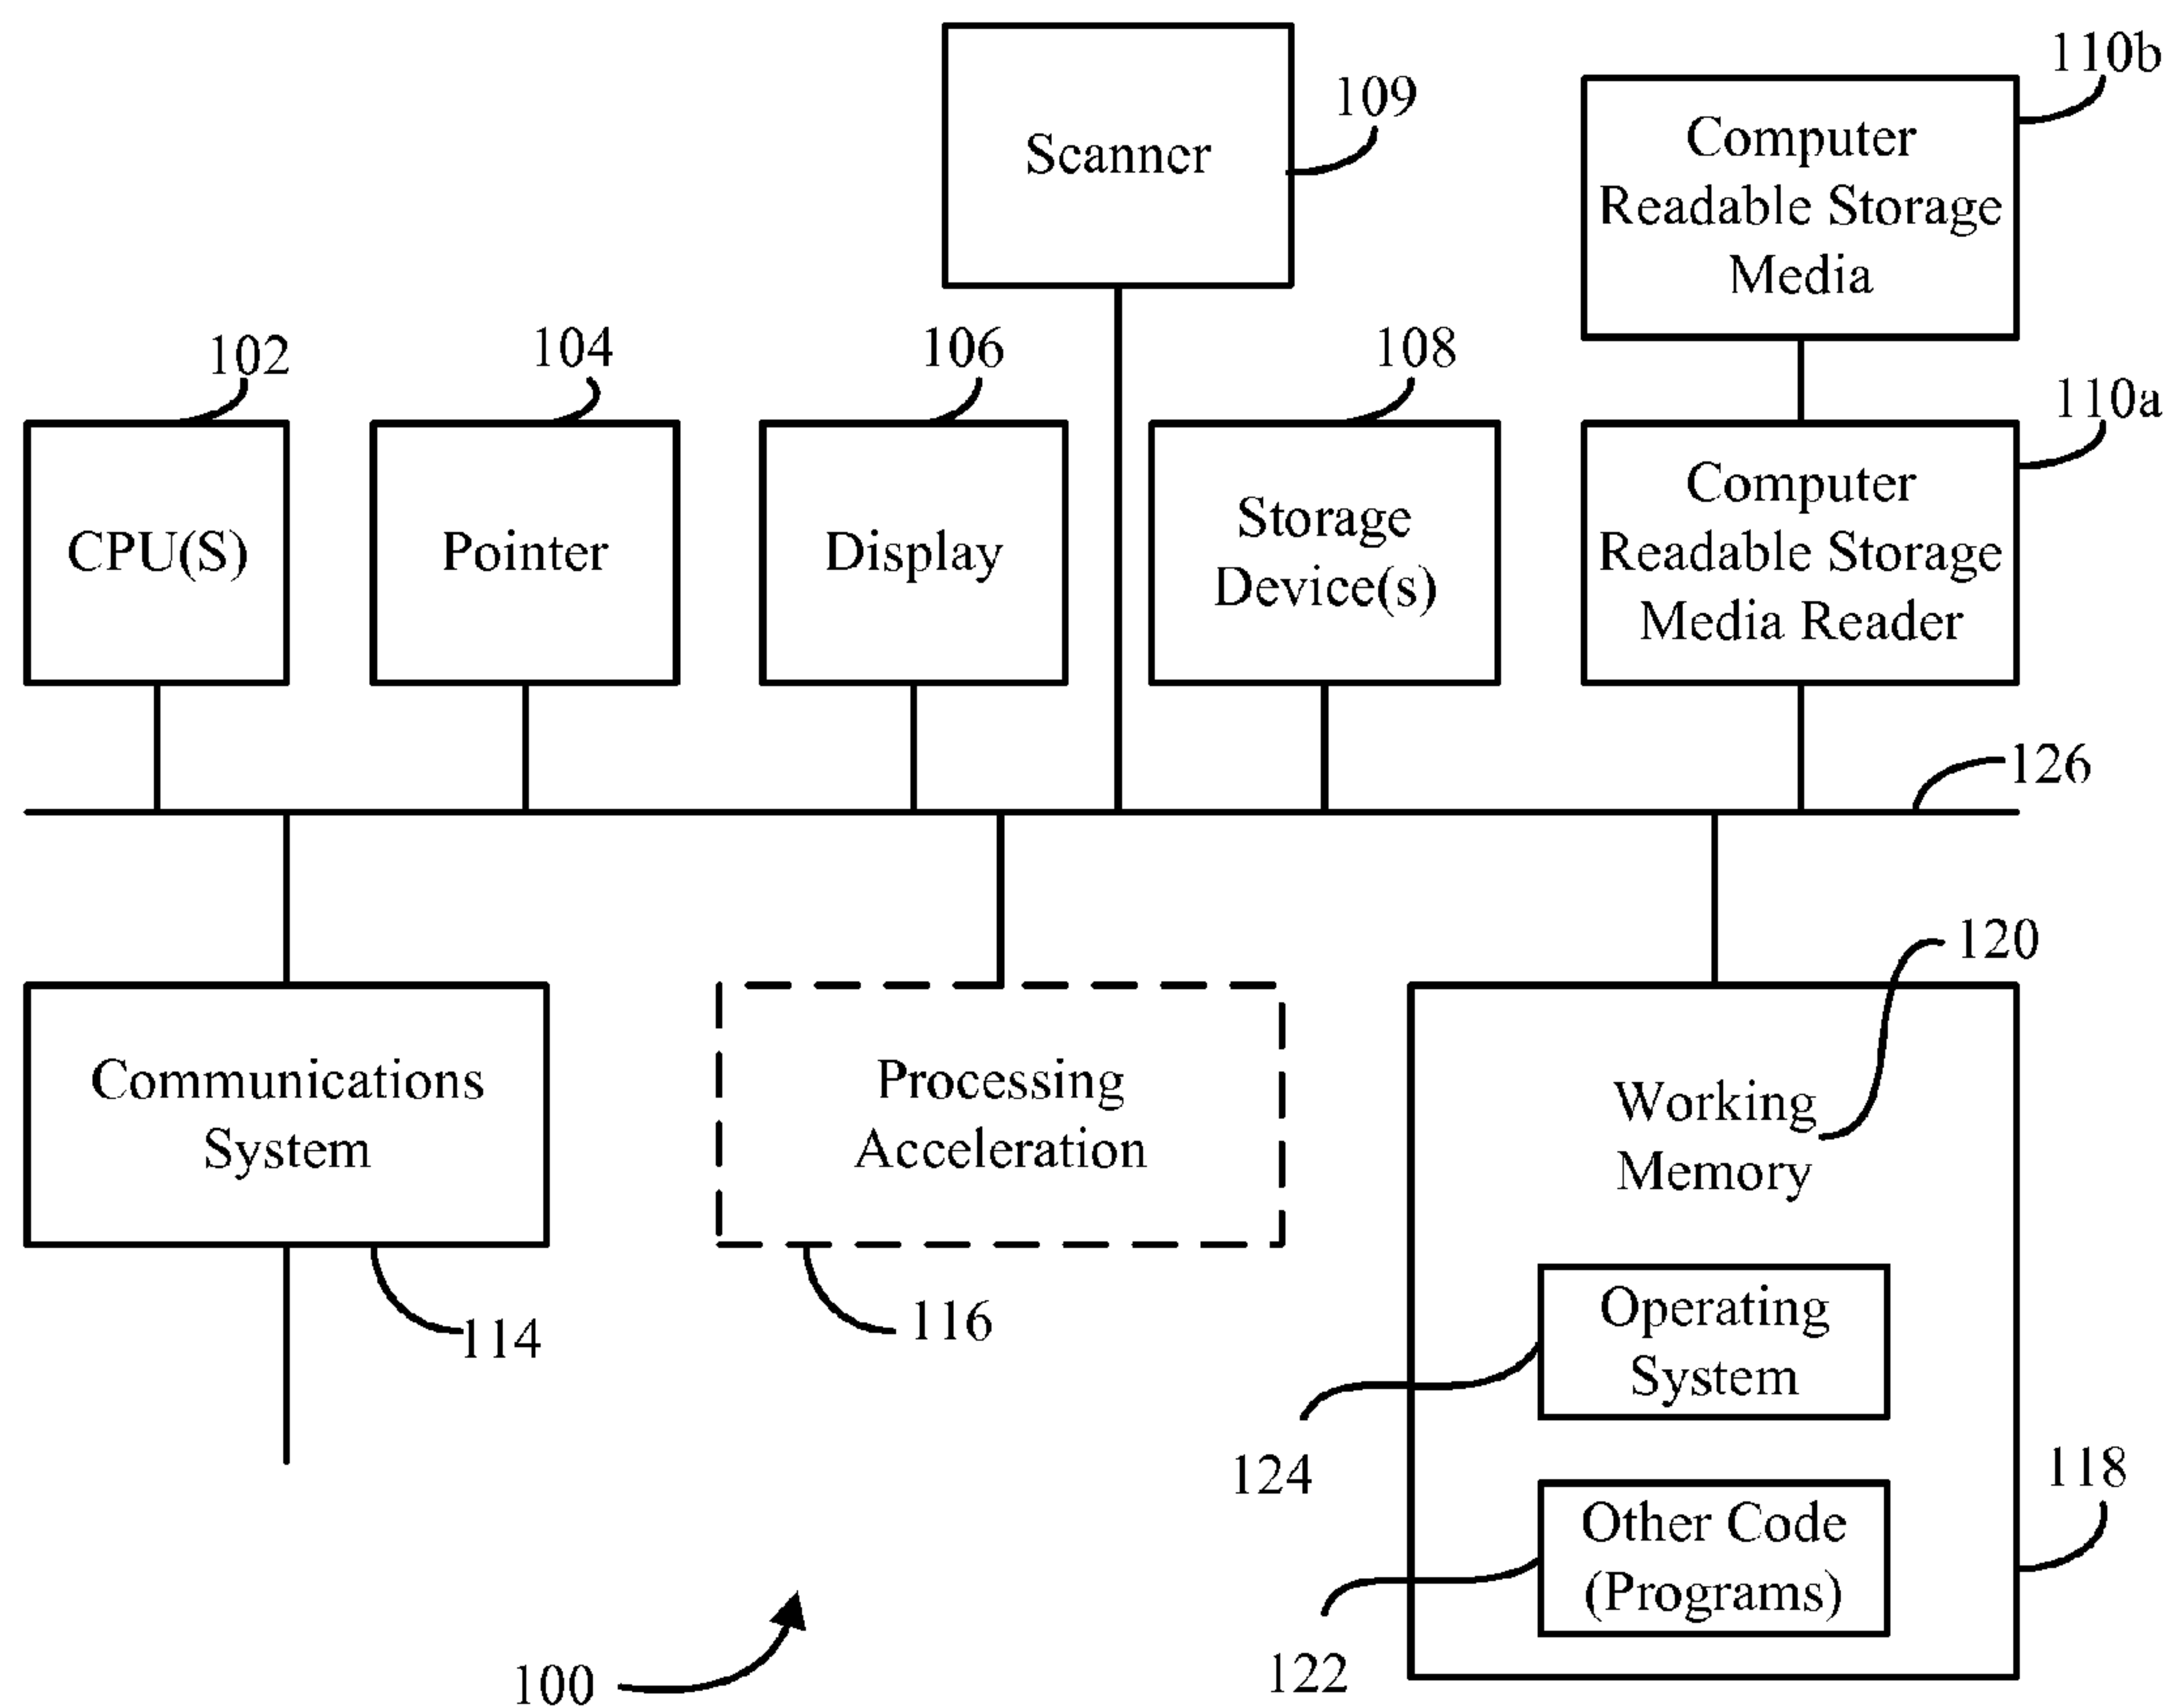 110b
109
Scanner
Computer
Readable Storage
Media
102
104
106
108
110a
CPU(S)
Pointer
Display
Storage
Device(s)
Computer
Readable Storage
Media Reader
126
120
Communications
System
Processing
Acceleration
Working
Memory
114
116
Operating
System
124
118
Other Code
(Programs)
122
100